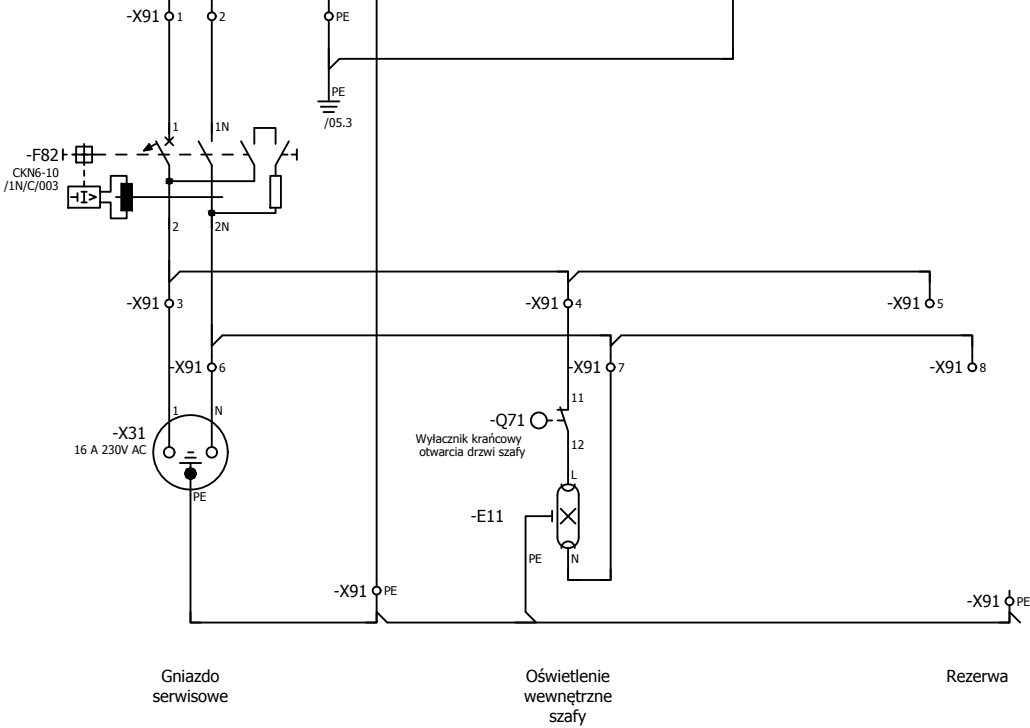 -X91 1 2 PE
PE
/05.3
1 1N
-F82
CKN6-10
/1N/C/003
2 2N
-X91 3 -X91 4 -X91 5
-X91 6 -X91 7 -X91 8
1 N 11
-X31 -Q71
16 A 230V AC Wyłacznik krańcowy
otwarcia drzwi szafy
12
L
PE
-E11
PE N
-X91 PE
-X91 PE
Gniazdo
serwisowe
Oświetlenie
wewnętrzne
szafy
Rezerwa